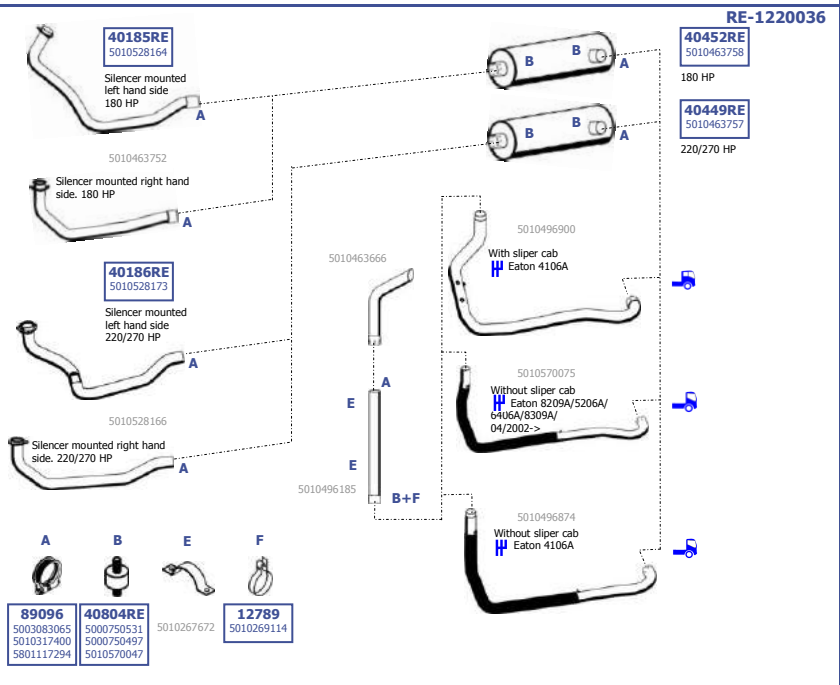 RE-1220036
40185RE
5010528164
Silencer mounted
left hand side
180 HP
A
B
B
A
40452RE
5010463758
180 HP
B
B
A
40449RE
5010463757
220/270 HP
5010463752
Silencer mounted right hand
side. 180 HP
A
5010496900
With sliper cab
Eaton 4106A
5010463666
40186RE
5010528173
Silencer mounted
left hand side
220/270 HP
A
A
5010570075
Without sliper cab
Eaton 8209A/5206A/
6406A/8309A/
04/2002->
E
5010528166
Silencer mounted right hand
side. 220/270 HP
A
E
5010496185
B+F
5010496874
Without sliper cab
Eaton 4106A
A
B
E
F
89096
5003083065
5010317400
5801117294
40804RE
5000750531
5000750497
5010570047
5010267672
12789
5010269114